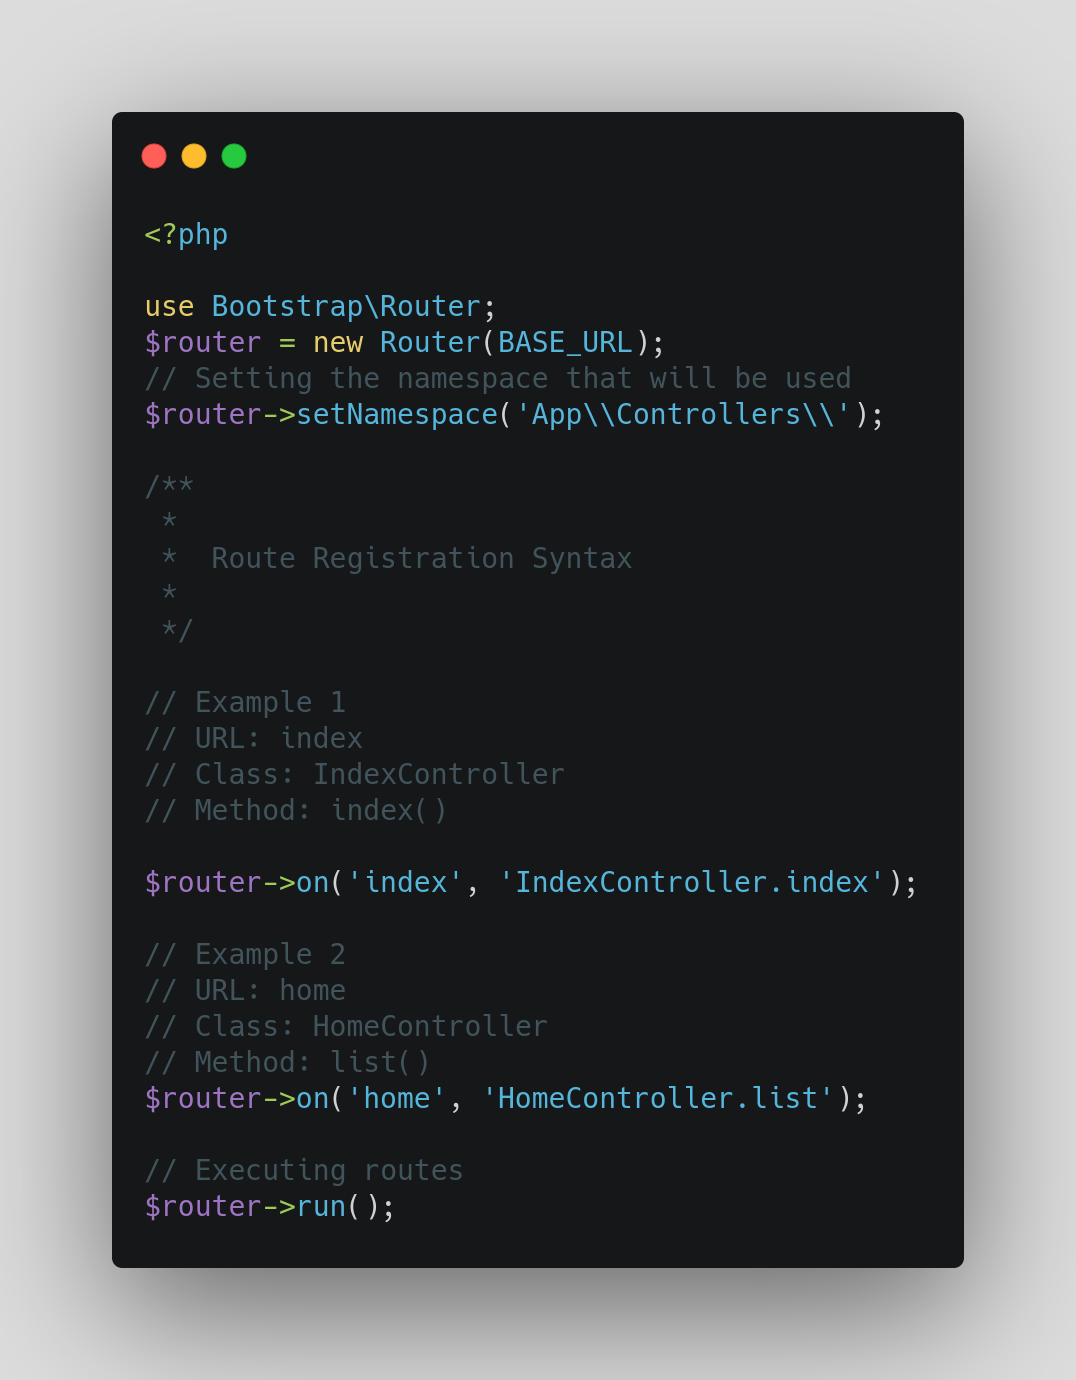 <?php

use Bootstrap\Router;
$router = new Router(BASE_URL);
// Setting the namespace that will be used
$router->setNamespace('App\\Controllers\\');

/**
 *
 *  Route Registration Syntax
 *
 */

// Example 1
// URL: index
// Class: IndexController
// Method: index()

$router->on('index', 'IndexController.index');

// Example 2
// URL: home
// Class: HomeController
// Method: list()
$router->on('home', 'HomeController.list');

// Executing routes
$router->run();